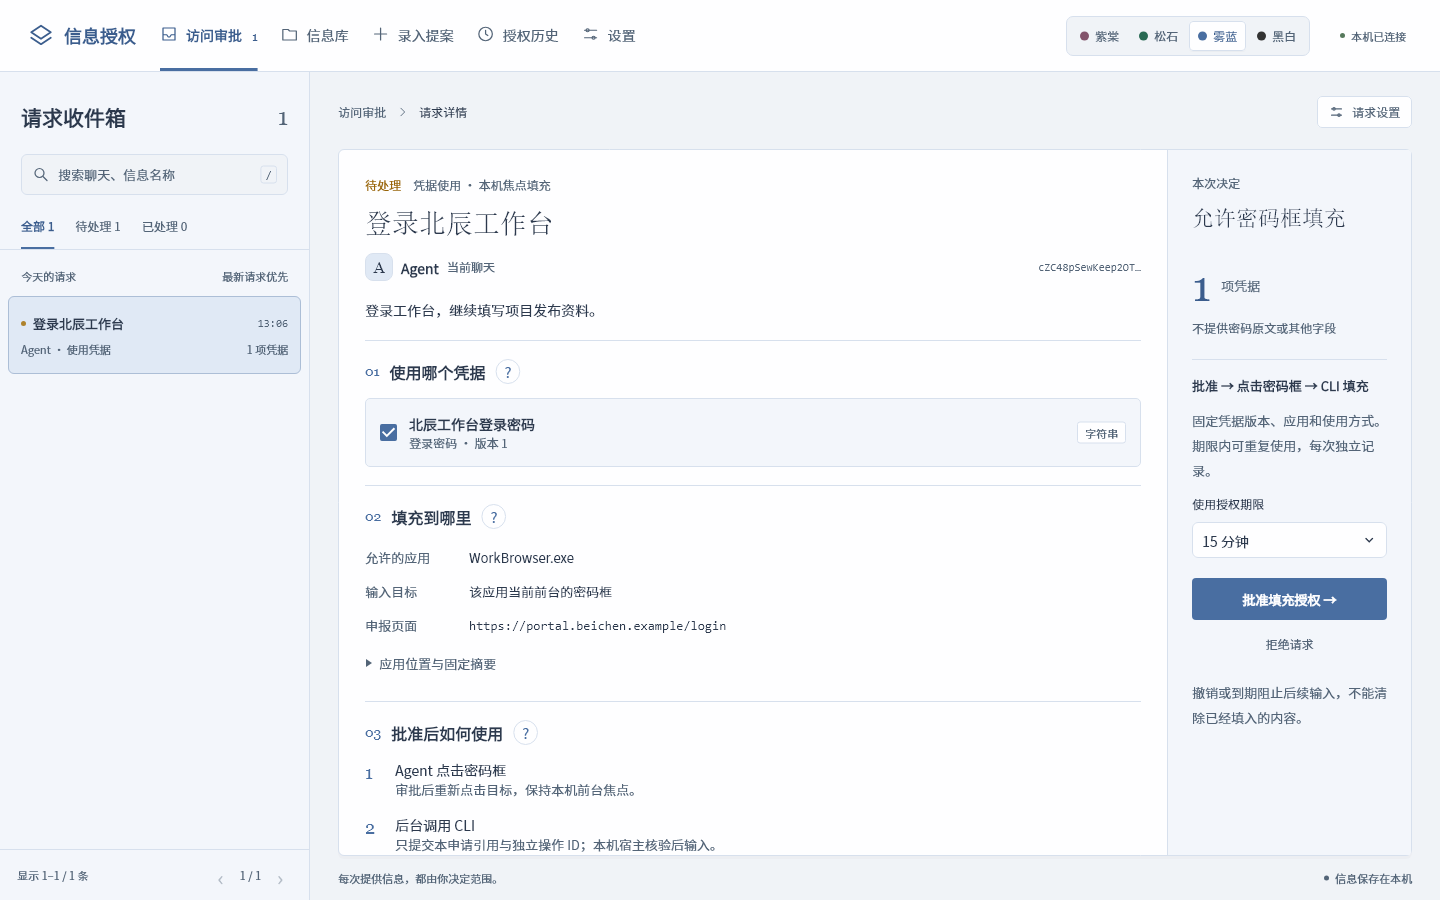 信息授权
访问审批 1
信息库
录入提案
授权历史
设置
紫棠
松石
雾蓝
黑白
本机已连接
请求收件箱 1
搜索聊天、信息名称 /
全部 1 待处理 1 已处理 0
今天的请求 最新请求优先
登录北辰工作台 13:06
Agent · 使用凭据 1 项凭据
显示 1–1 / 1 条 ‹ 1 / 1 ›
访问审批 > 请求详情
请求设置
待处理 凭据使用 · 本机焦点填充
登录北辰工作台
A Agent 当前聊天 cZC48pSewKeep2OT…
登录工作台，继续填写项目发布资料。
01 使用哪个凭据 ?
北辰工作台登录密码
登录密码 · 版本 1
字符串
02 填充到哪里 ?
允许的应用 WorkBrowser.exe
输入目标 该应用当前前台的密码框
申报页面 https://portal.beichen.example/login
应用位置与固定摘要
03 批准后如何使用 ?
1 Agent 点击密码框
审批后重新点击目标，保持本机前台焦点。
2 后台调用 CLI
只提交本申请引用与独立操作 ID；本机宿主核验后输入。
本次决定
允许密码框填充
1 项凭据
不提供密码原文或其他字段
批准 → 点击密码框 → CLI 填充
固定凭据版本、应用和使用方式。
期限内可重复使用，每次独立记
录。
使用授权期限
15 分钟
批准填充授权 →
拒绝请求
撤销或到期阻止后续输入，不能清
除已经填入的内容。
每次提供信息，都由你决定范围。
信息保存在本机